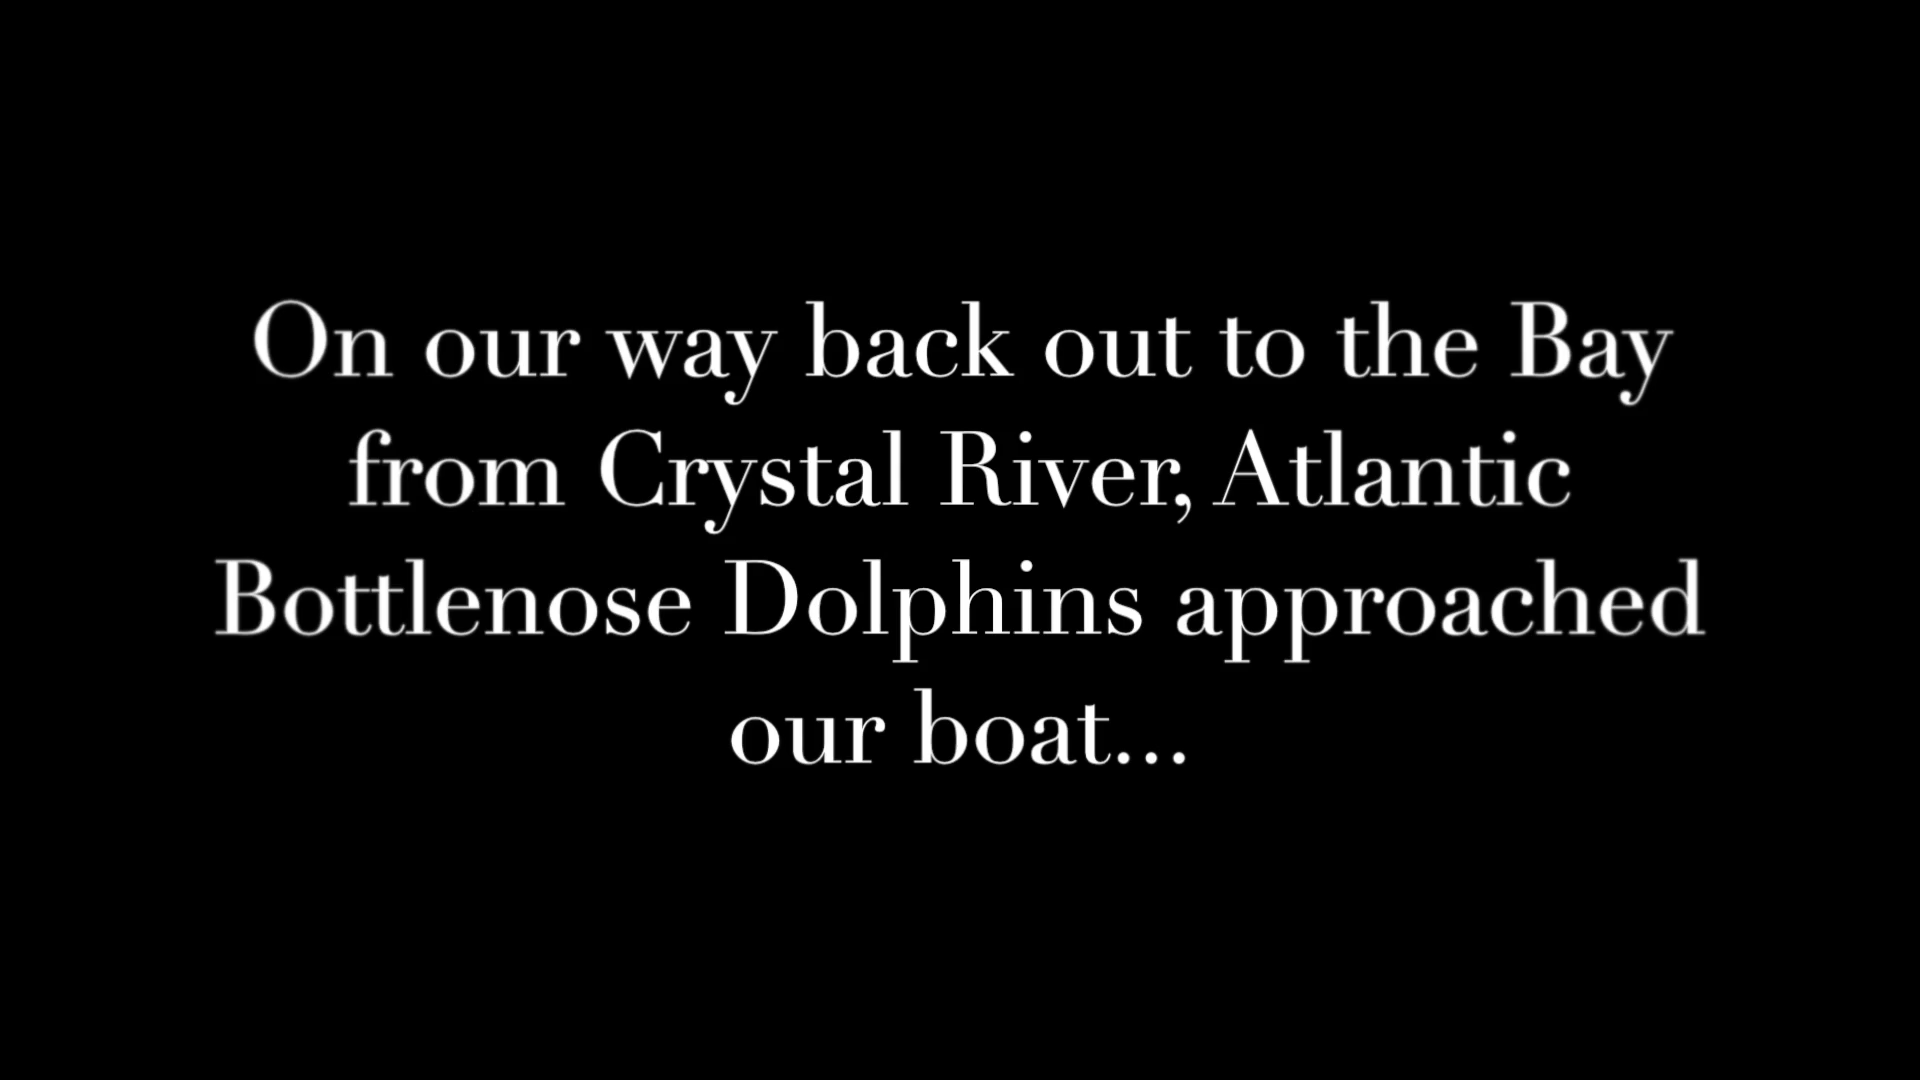 On our way back out to the Bay
from Crystal River, Atlantic
Bottlenose Dolphins approached
our boat...